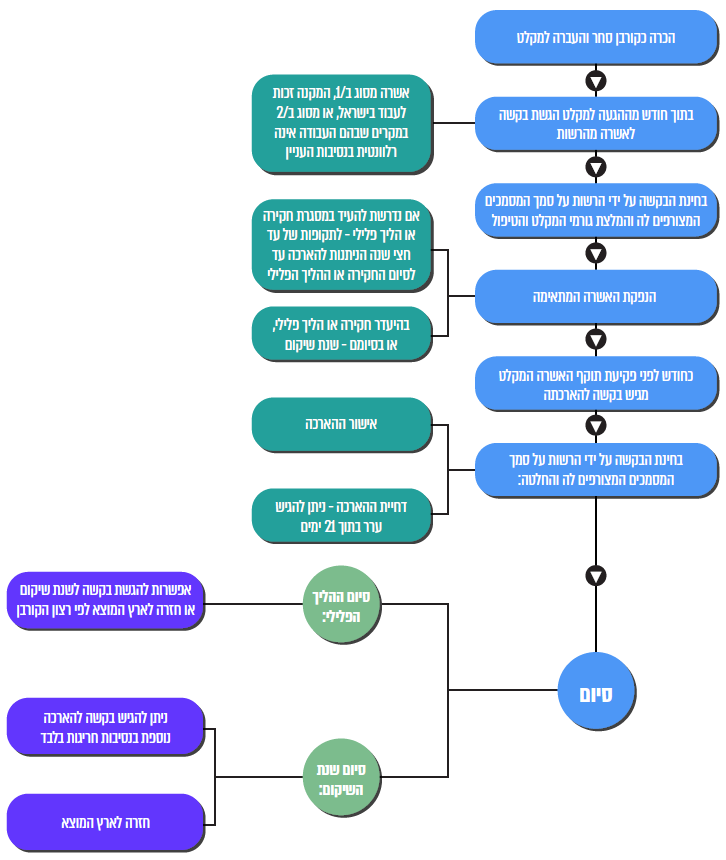 הכרה כקורבן סחר והעברה למקלט
בתוך חודש מההגעה למקלט הגשת בקשה
לאשרה מהרשות
אשרה מסוג ב/1, המקנה זכות
לעבוד בישראל, או מסוג ב/2
במקרים שבהם העבודה אינה
רלוונטית בנסיבות העניין
בחינת הבקשה על ידי הרשות על סמך המסמכים
המצורפים לה והמלצת גורמי המקלט והטיפול
הנפקת האשרה המתאימה
אם נדרשת להעיד במסגרת חקירה
או הליך פלילי - לתקופות של עד
חצי שנה הניתנות להארכה עד
לסיום החקירה או ההליך הפלילי
בהיעדר חקירה או הליך פלילי,
או בסיומם - שנת שיקום
כחודש לפני פקיעת תוקף האשרה המקלט
מגיש בקשה להארכתה
בחינת הבקשה על ידי הרשות על סמך
המסמכים המצורפים לה והחלטה:
אישור ההארכה
דחיית ההארכה - ניתן להגיש
ערר בתוך 21 ימים
סיום
סיום ההליך
הפלילי:
אפשרות להגשת בקשה לשנת שיקום
או חזרה לארץ המוצא לפי רצון הקורבן
סיום שנת
השיקום:
ניתן להגיש בקשה להארכה
נוספת בנסיבות חריגות בלבד
חזרה לארץ המוצא